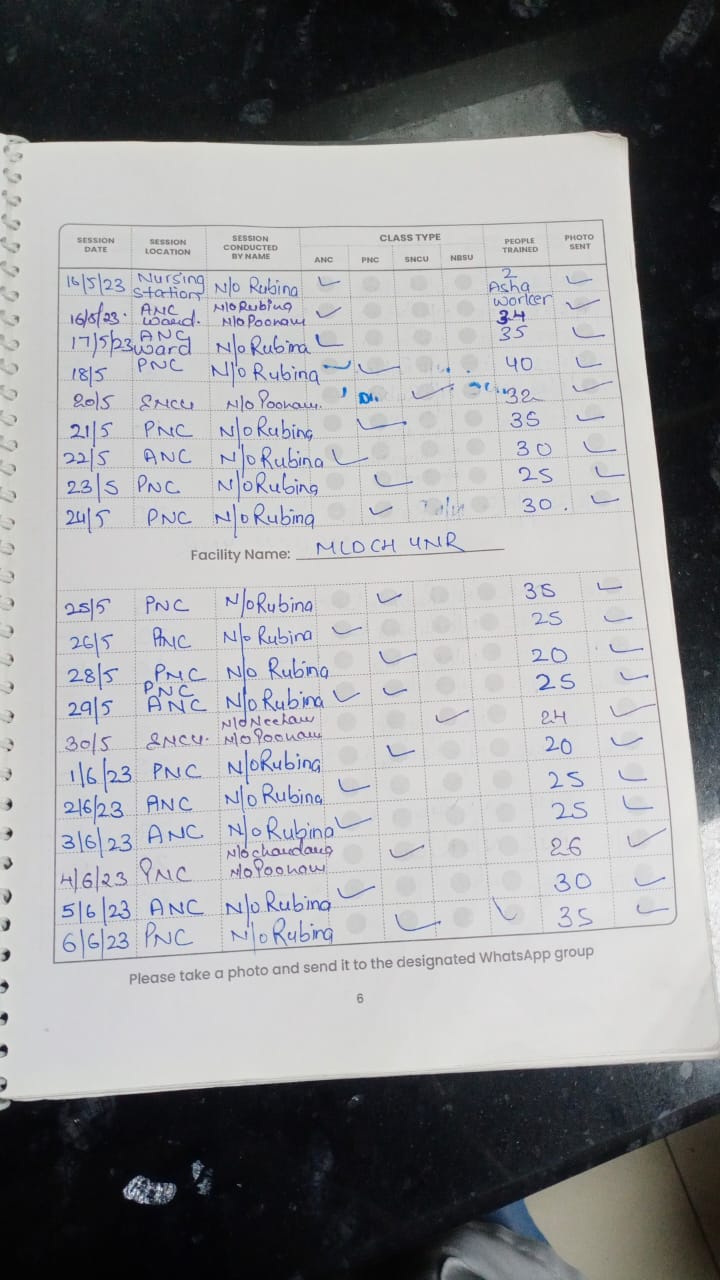 SESSION DATE SESSION LOCATION SESSION CONDUCTED BY NAME CLASS TYPE PEOPLE TRAINED PHOTO SENT
ANC PNC SNCU NBSU
16/5/23 Nursing Station N/o Rubina ✓ 2 Asha Worker ✓
16/5/23. ANC Ward. N/o Rubina N/o Poonam ✓ 34 ✓
17/5/23 ANC Ward N/o Rubina ✓ 35 ✓
18/5 PNC N/o Rubina ✓ 40 ✓
20/5 SNCU N/o Poonam. ✓ 32 ✓
21/5 PNC N/o Rubina ✓ 35 ✓
22/5 ANC N/o Rubina ✓ 30 ✓
23/5 PNC N/o Rubina ✓ 25 ✓
24/5 PNC N/o Rubina ✓ 30 . ✓
Facility Name: MLDCH UNR
25/5 PNC N/o Rubina ✓ 35 ✓
26/5 N/o Rubina ✓ 25 ✓
28/5 PNC N/o Rubina ✓ 20 ✓
29/5 PNC ANC N/o Rubina ✓ ✓ 25 ✓
30/5 SNCU. N/o Poonam ✓ 24 ✓
1/6/23 PNC N/o Rubina ✓ 20 ✓
2/6/23 ANC N/o Rubina ✓ 25 ✓
3/6/23 ANC N/o Rubina ✓ 25 ✓
4/6/23 PNC N/o Poonam ✓ 26 ✓
5/6/23 ANC N/o Rubina ✓ 30 ✓
6/6/23 PNC N/o Rubina ✓ 35 ✓
Please take a photo and send it to the designated WhatsApp group
6